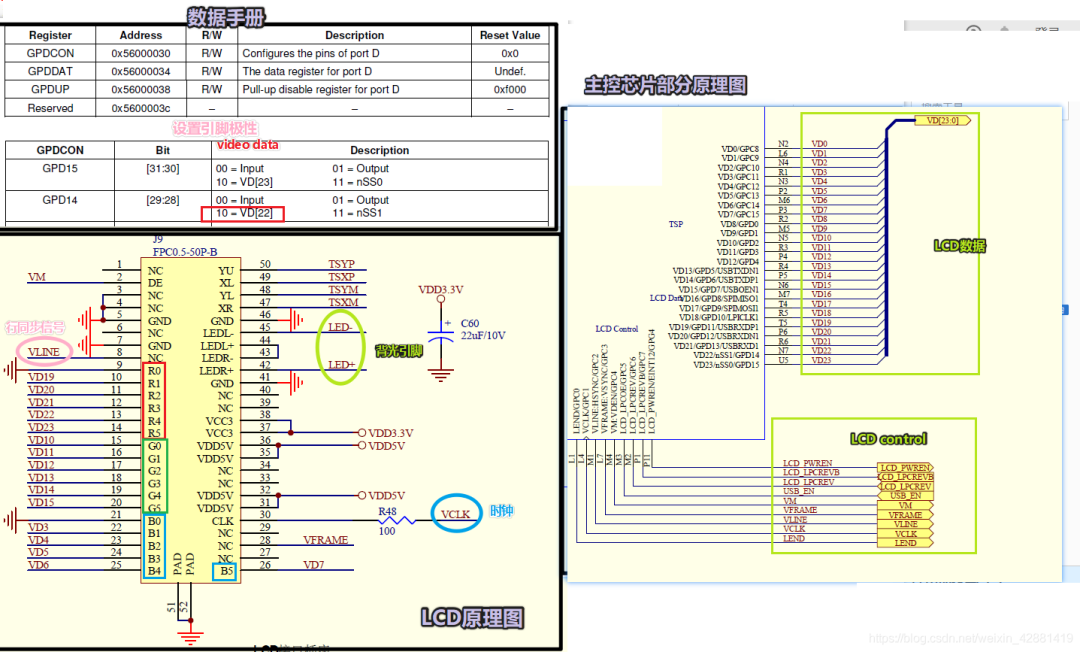 数据手册
Register Address R/W Description Reset Value
GPDCON 0x56000030 R/W Configures the pins of port D 0x0
GPDDAT 0x56000034 R/W The data register for port D Undef.
GPDUP 0x56000038 R/W Pull-up disable register for port D 0xf000
Reserved 0x5600003c – – –
设置引脚极性
video data
GPDCON Bit Description
GPD15 [31:30] 00 = Input 01 = Output
10 = VD[23] 11 = nSS0
GPD14 [29:28] 00 = Input 01 = Output
10 = VD[22] 11 = nSS1
J9
FPC0.5-50P-B
1 NC YU 50 TSYP
VM 2 DE XL 49 TSXP
3 NC YL 48 TSYM
4 NC XR 47 TSXM
5 GND GND 46
行同步信号
6 NC LEDL- 45 LED-
7 GND LEDL+ 44
VLINE 8 NC LEDR- 43
背光引脚
9 R0 LEDR+ 42 LED+
VD19 10 R1 GND 41
VD20 11 R2 NC 40
VD21 12 R3 NC 39
VD22 13 R4 VCC3 38
VD23 14 R5 VCC3 37 VDD3.3V
VD10 15 G0 VDD5V 36 VDD5V
VD11 16 G1 VDD5V 35
VD12 17 G2 NC 34
VD13 18 G3 NC 33
VD14 19 G4 VDD5V 32 VDD5V
VD15 20 G5 VDD5V 31
21 B0 CLK 30 R48 100 VCLK 时钟
VD3 22 B1 NC 29
VD4 23 B2 NC 28 VFRAME
VD5 24 B3 NC 27
VD6 25 B4 B5 26 VD7
PAD PAD
51 52
VDD3.3V
+ C60
22uF/10V
LCD原理图
主控芯片部分原理图
VD[23:0]
VD0/GPC8 N2 VD0
VD1/GPC9 L6 VD1
VD2/GPC10 N4 VD2
VD3/GPC11 R1 VD3
VD4/GPC12 N3 VD4
VD5/GPC13 P2 VD5
VD6/GPC14 M6 VD6
VD7/GPC15 P3 VD7
TSP
VD8/GPD0 R2 VD8
VD9/GPD1 M5 VD9
VD10/GPD2 N5 VD10
VD11/GPD3 R3 VD11
LCD数据
VD12/GPD4 P4 VD12
VD13/GPD5/USBTXDN1 R4 VD13
VD14/GPD6/USBTXDP1 P5 VD14
VD15/GPD7/USBOEN1 N6 VD15
LCD Data
VD16/GPD8/SPIMISO1 M7 VD16
VD17/GPD9/SPIMOSI1 T4 VD17
VD18/GPD10/SPICLK1 R5 VD18
LCD Control
VD19/GPD11/USBRXDP1 T5 VD19
VD20/GPD12/USBRXDN1 P6 VD20
VD21/GPD13/USBRXD1 R6 VD21
VD22/nSS1/GPD14 N7 VD22
VD23/nSS0/GPD15 U5 VD23
LEND/GPC0
VCLK/GPC1
VLINE:HSYNC/GPC2
VFRAME:VSYNC/GPC3
VM:VDEN/GPC4
LCD_LPCOE/GPC5
LCD_LPCREV/GPC6
LCD_LPCREVB/GPC7
LCD_PWREN/EINT12/GPG4
L1 L4 M1 L7 M4 M3 M2 P1 P11
LCD control
LCD_PWREN LCD_PWREN
LCD_LPCREVB LCD_LPCREVB
LCD_LPCREV LCD_LPCREV
USB_EN USB_EN
VM VM
VFRAME VFRAME
VLINE VLINE
VCLK VCLK
LEND LEND
https://blog.csdn.net/weixin_42881419